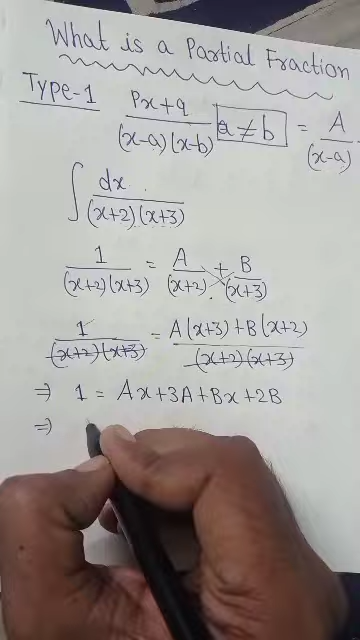 What is a Partial Fraction
Type-1 Px+q/(x-a)(x-b) a≠b = A/(x-a)
∫ dx/(x+2)(x+3)
1/(x+2)(x+3) = A/(x+2) + B/(x+3)
1/(x+2)(x+3) = A(x+3)+B(x+2)/(x+2)(x+3)
⇒ 1 = Ax+3A+Bx+2B
⇒